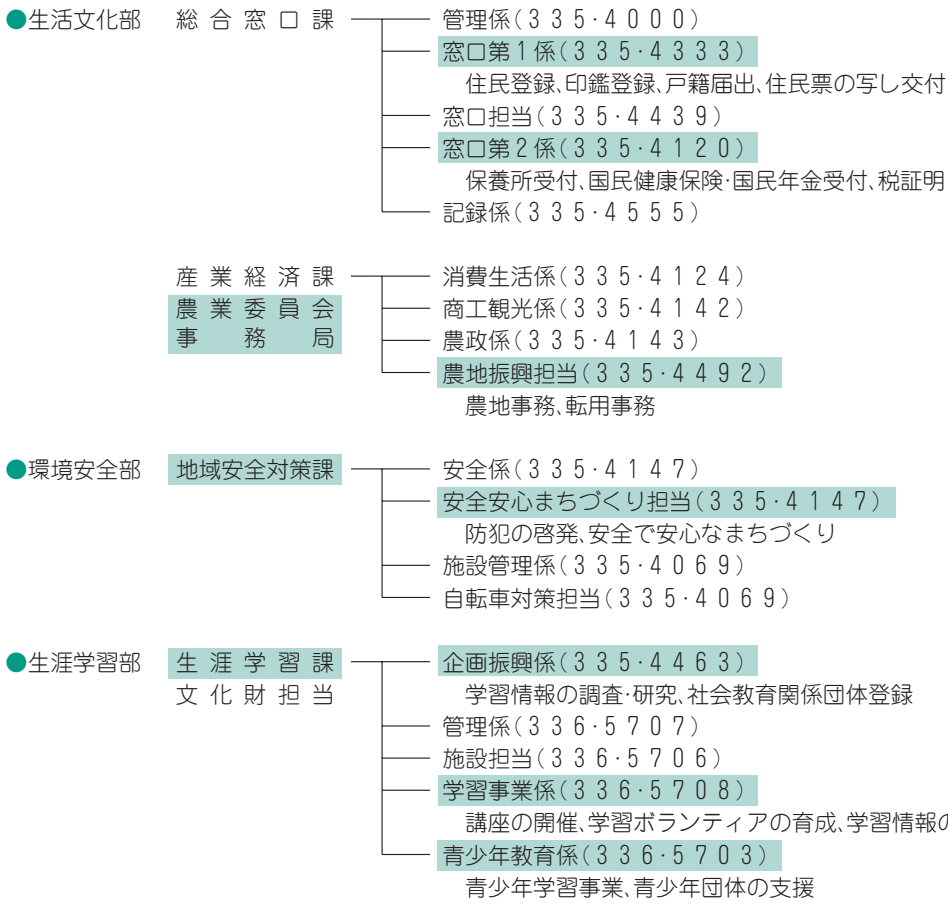 ●生活文化部 総合窓口課 管理係(335·4000)
窓口第1係(335·4333)
住民登録、印鑑登録、戸籍届出、住民票の写し交付
窓口担当(335·4439)
窓口第2係(335·4120)
保養所受付、国民健康保険·国民年金受付、税証明
記録係(335·4555)
産業経済課 消費生活係(335·4124)
農業委員会 商工観光係(335·4142)
事務局 農政係(335·4143)
農地振興担当(335·4492)
農地事務、転用事務
●環境安全部 地域安全対策課 安全係(335·4147)
安全安心まちづくり担当(335·4147)
防犯の啓発、安全で安心なまちづくり
施設管理係(335·4069)
自転車対策担当(335·4069)
●生涯学習部 生涯学習課 企画振興係(335·4463)
文化財担当 学習情報の調査·研究、社会教育関係団体登録
管理係(336·5707)
施設担当(336·5706)
学習事業係(336·5708)
講座の開催、学習ボランティアの育成、学習情報の
青少年教育係(336·5703)
青少年学習事業、青少年団体の支援